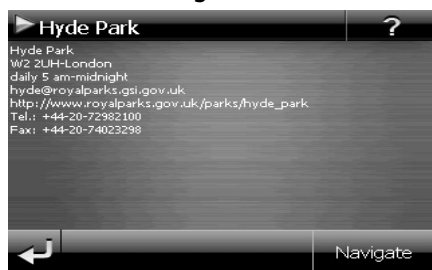 Hyde Park
?
Hyde Park
W2 2UH-London
daily 5 am-midnight
hyde@royalparks.gsi.gov.uk
http://www.royalparks.gov.uk/parks/hyde_park
Tel.: +44-20-72982100
Fax: +44-20-74023298
Navigate